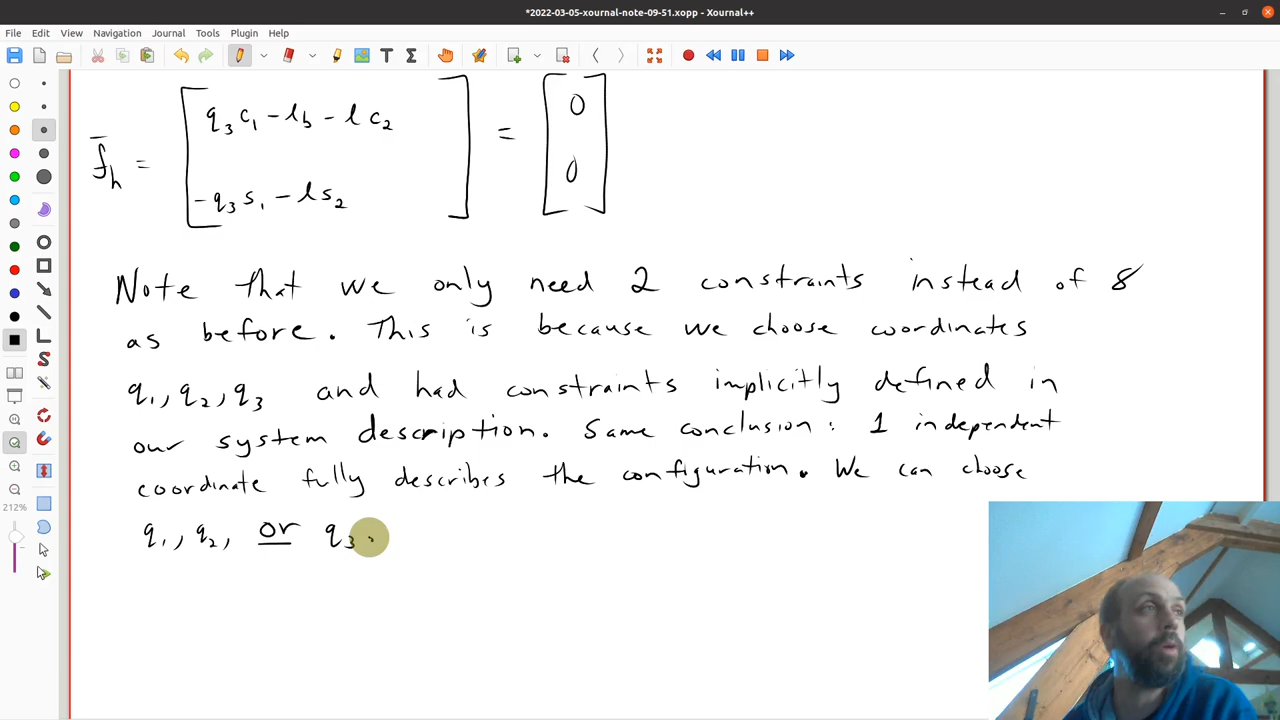 *2022-03-05-xournal-note-09-51.xopp - Xournal++
File Edit View Navigation Journal Tools Plugin Help
f̄ₕ = [ q₃c₁ - l_b - lc₂ ] = [ 0 ]
[ -q₃s₁ - ls₂ ] [ 0 ]
Note that we only need 2 constraints instead of 8
as before. This is because we choose coordinates
q₁, q₂, q₃ and had constraints implicitly defined in
our system description. Same conclusion: 1 independent
coordinate fully describes the configuration. We can choose
q₁, q₂, or q₃.
212%